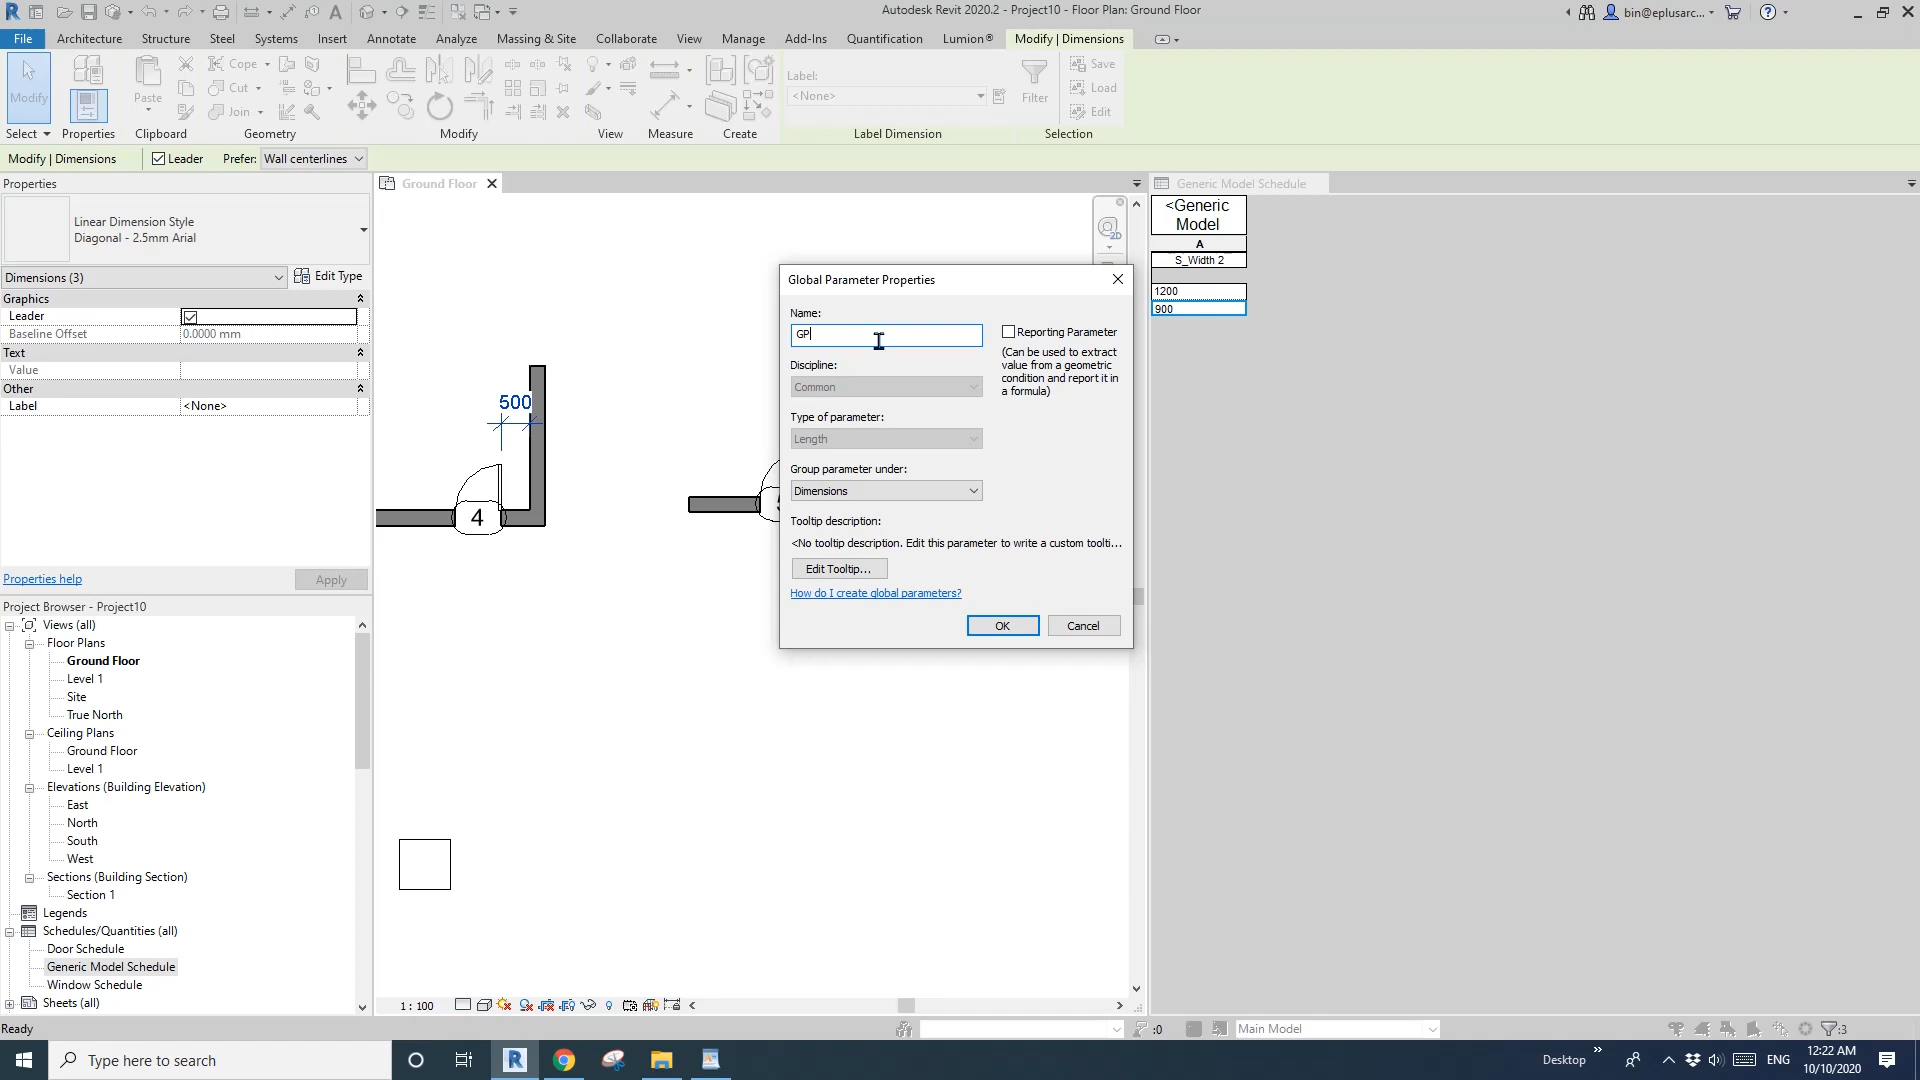 Autodesk Revit 2020.2 - Project10 - Floor Plan: Ground Floor
bin@eplusarc...
File Architecture Structure Steel Systems Insert Annotate Analyze Massing & Site Collaborate View Manage Add-Ins Quantification Lumion® Modify | Dimensions
Modify
Paste
Cope
Cut
Join
Label:
<None>
Filter
Save
Load
Edit
Select Properties Clipboard Geometry Modify View Measure Create Label Dimension Selection
Modify | Dimensions Leader Prefer: Wall centerlines
Properties
Linear Dimension Style
Diagonal - 2.5mm Arial
Dimensions (3) Edit Type
Graphics
Leader
Baseline Offset 0.0000 mm
Text
Value
Other
Label <None>
Properties help Apply
Project Browser - Project10
Views (all)
Floor Plans
Ground Floor
Level 1
Site
True North
Ceiling Plans
Ground Floor
Level 1
Elevations (Building Elevation)
East
North
South
West
Sections (Building Section)
Section 1
Legends
Schedules/Quantities (all)
Door Schedule
Generic Model Schedule
Window Schedule
Sheets (all)
Ground Floor
2D
500
4
1 : 100
Global Parameter Properties
Name:
GP
Reporting Parameter
(Can be used to extract
value from a geometric
condition and report it in
a formula)
Discipline:
Common
Type of parameter:
Length
Group parameter under:
Dimensions
Tooltip description:
<No tooltip description. Edit this parameter to write a custom toolti...
Edit Tooltip...
How do I create global parameters?
OK Cancel
Generic Model Schedule
<Generic
Model
A
S_Width 2
1200
900
Ready
:0
Main Model
:3
Type here to search
Desktop
ENG
12:22 AM
10/10/2020